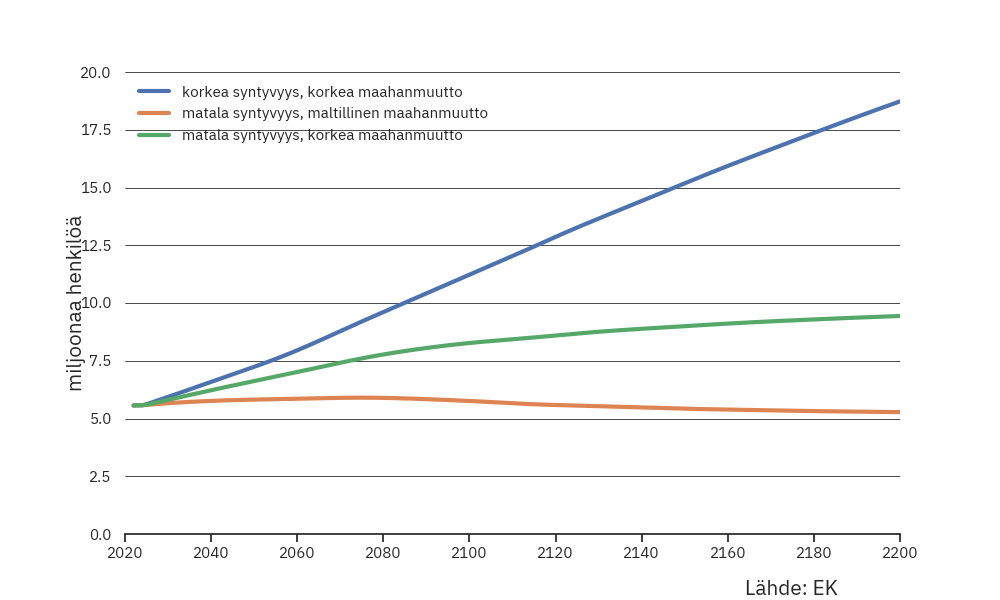 20.0
korkea syntyvyys, korkea maahanmuutto
matala syntyvyys, maltillinen maahanmuutto
17.5
matala syntyvyys, korkea maahanmuutto
15.0
miljoonaa henkilöä
12.5
10.0
7.5
5.0
2.5
0.0
2020 2040 2060 2080 2100 2120 2140 2160 2180 2200
Lähde: EK